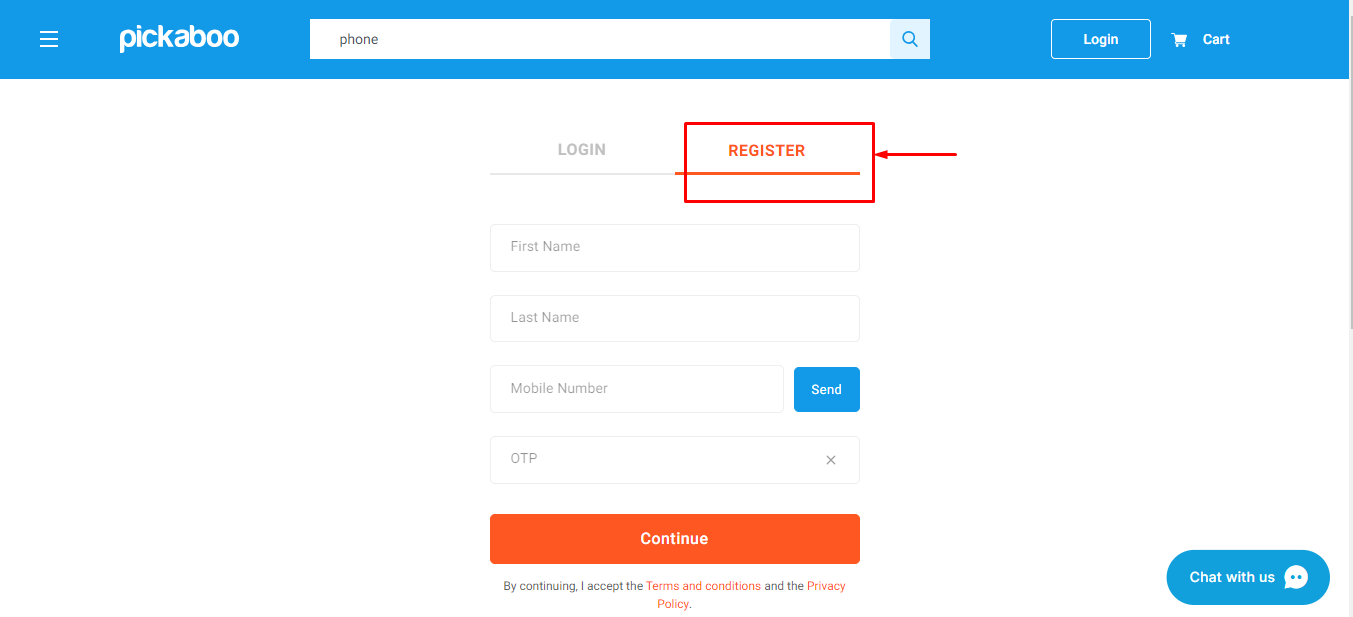 pickaboo
phone
Login
Cart
LOGIN
REGISTER
First Name
Last Name
Mobile Number
Send
OTP
Continue
By continuing, I accept the Terms and conditions and the Privacy
Policy.
Chat with us